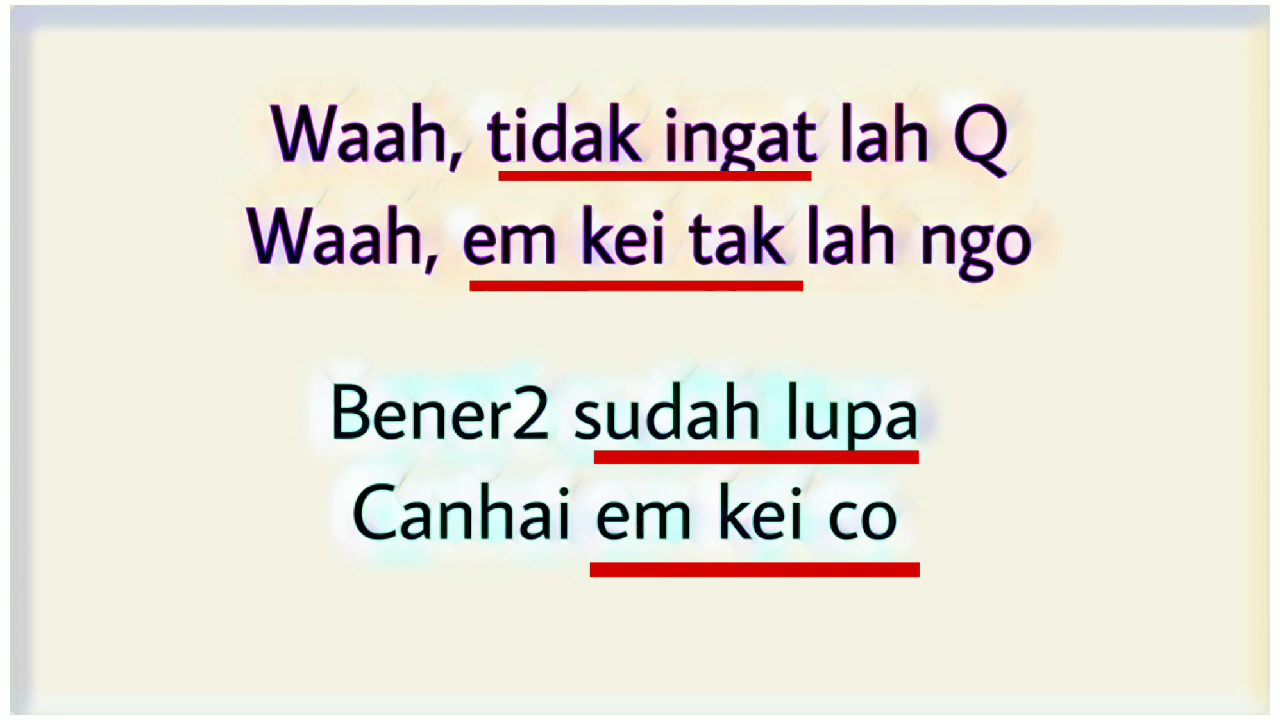 Waah, tidak ingat lah Q
Waah, em kei tak lah ngo
Bener2 sudah lupa
Canhai em kei co